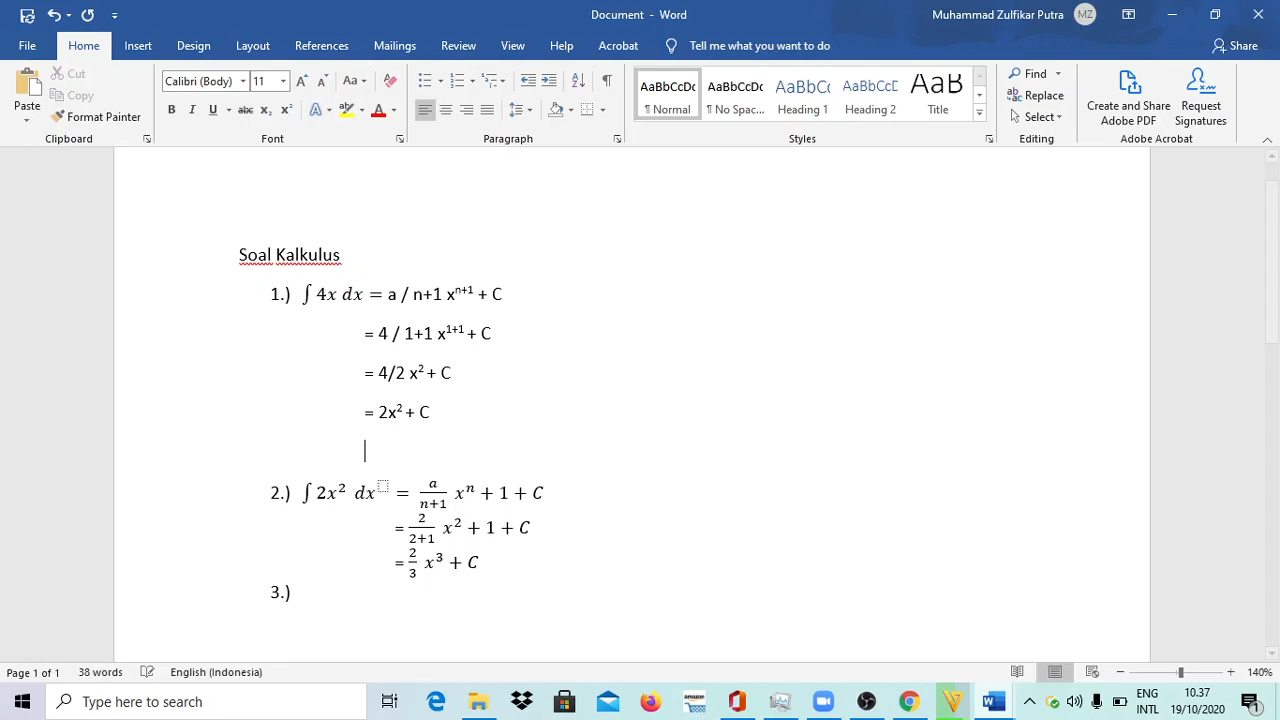 Document - Word
Muhammad Zulfikar Putra MZ
File Home Insert Design Layout References Mailings Review View Help Acrobat Tell me what you want to do Share
Paste
Cut
Copy
Format Painter
Clipboard
Calibri (Body) 11
Font
Paragraph
AaBbCcDc AaBbCcDc AaBbCc AaBbCcD AaB
¶ Normal ¶ No Spac... Heading 1 Heading 2 Title
Styles
Find
Replace
Select
Editing
Create and Share Adobe PDF
Request Signatures
Adobe Acrobat
Soal Kalkulus
1.) ∫ 4x dx = a / n+1 xⁿ⁺¹ + C
= 4 / 1+1 x¹⁺¹ + C
= 4/2 x² + C
= 2x² + C
2.) ∫ 2x² dx = a/n+1 xⁿ + 1 + C
= 2/2+1 x² + 1 + C
= 2/3 x³ + C
3.)
Page 1 of 1 38 words English (Indonesia) 140%
Type here to search
ENG INTL
10.37
19/10/2020